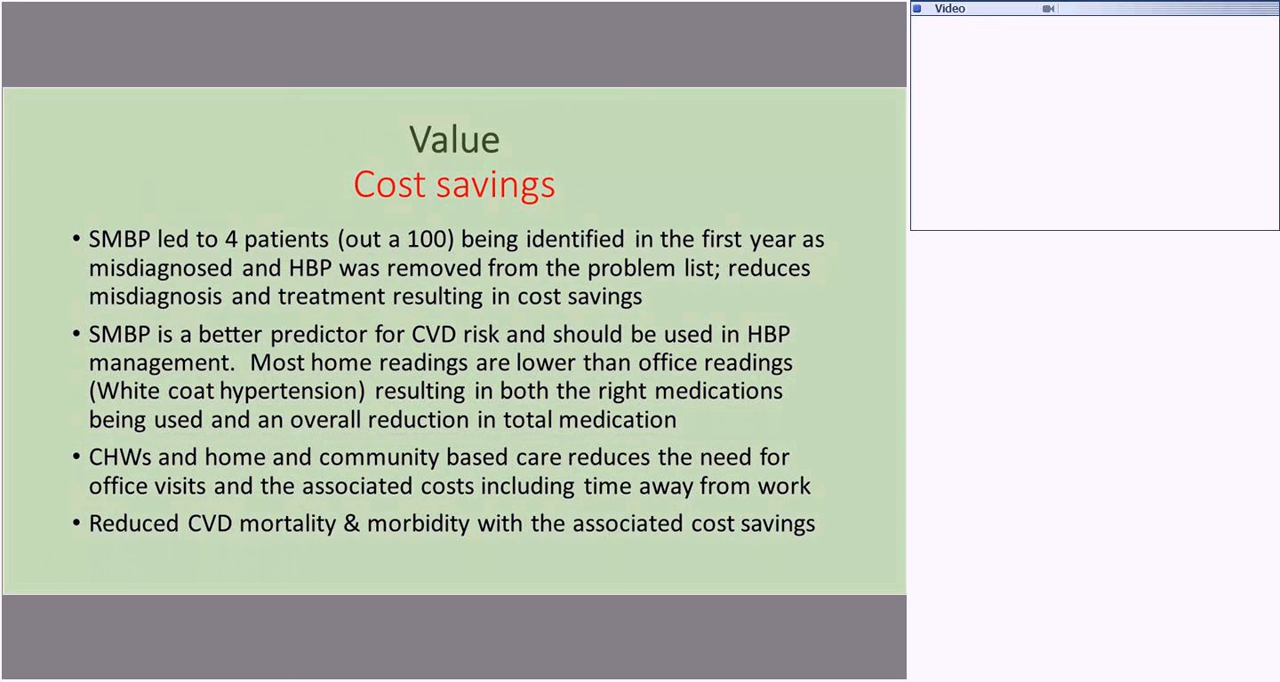 Video
Value
Cost savings
• SMBP led to 4 patients (out a 100) being identified in the first year as
misdiagnosed and HBP was removed from the problem list; reduces
misdiagnosis and treatment resulting in cost savings
• SMBP is a better predictor for CVD risk and should be used in HBP
management.  Most home readings are lower than office readings
(White coat hypertension) resulting in both the right medications
being used and an overall reduction in total medication
• CHWs and home and community based care reduces the need for
office visits and the associated costs including time away from work
• Reduced CVD mortality & morbidity with the associated cost savings